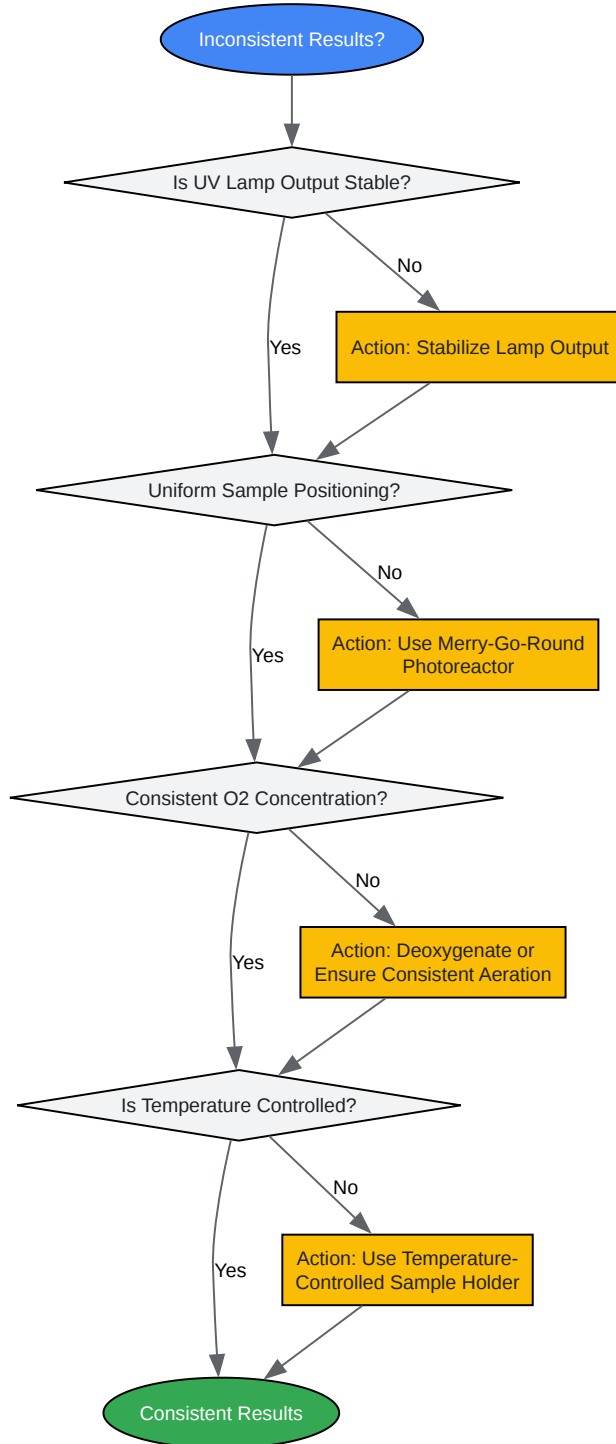 Inconsistent Results?
Is UV Lamp Output Stable?
No
Yes
Action: Stabilize Lamp Output
Uniform Sample Positioning?
No
Yes
Action: Use Merry-Go-Round
Photoreactor
Consistent O2 Concentration?
No
Yes
Action: Deoxygenate or
Ensure Consistent Aeration
Is Temperature Controlled?
No
Yes
Action: Use Temperature-
Controlled Sample Holder
Consistent Results